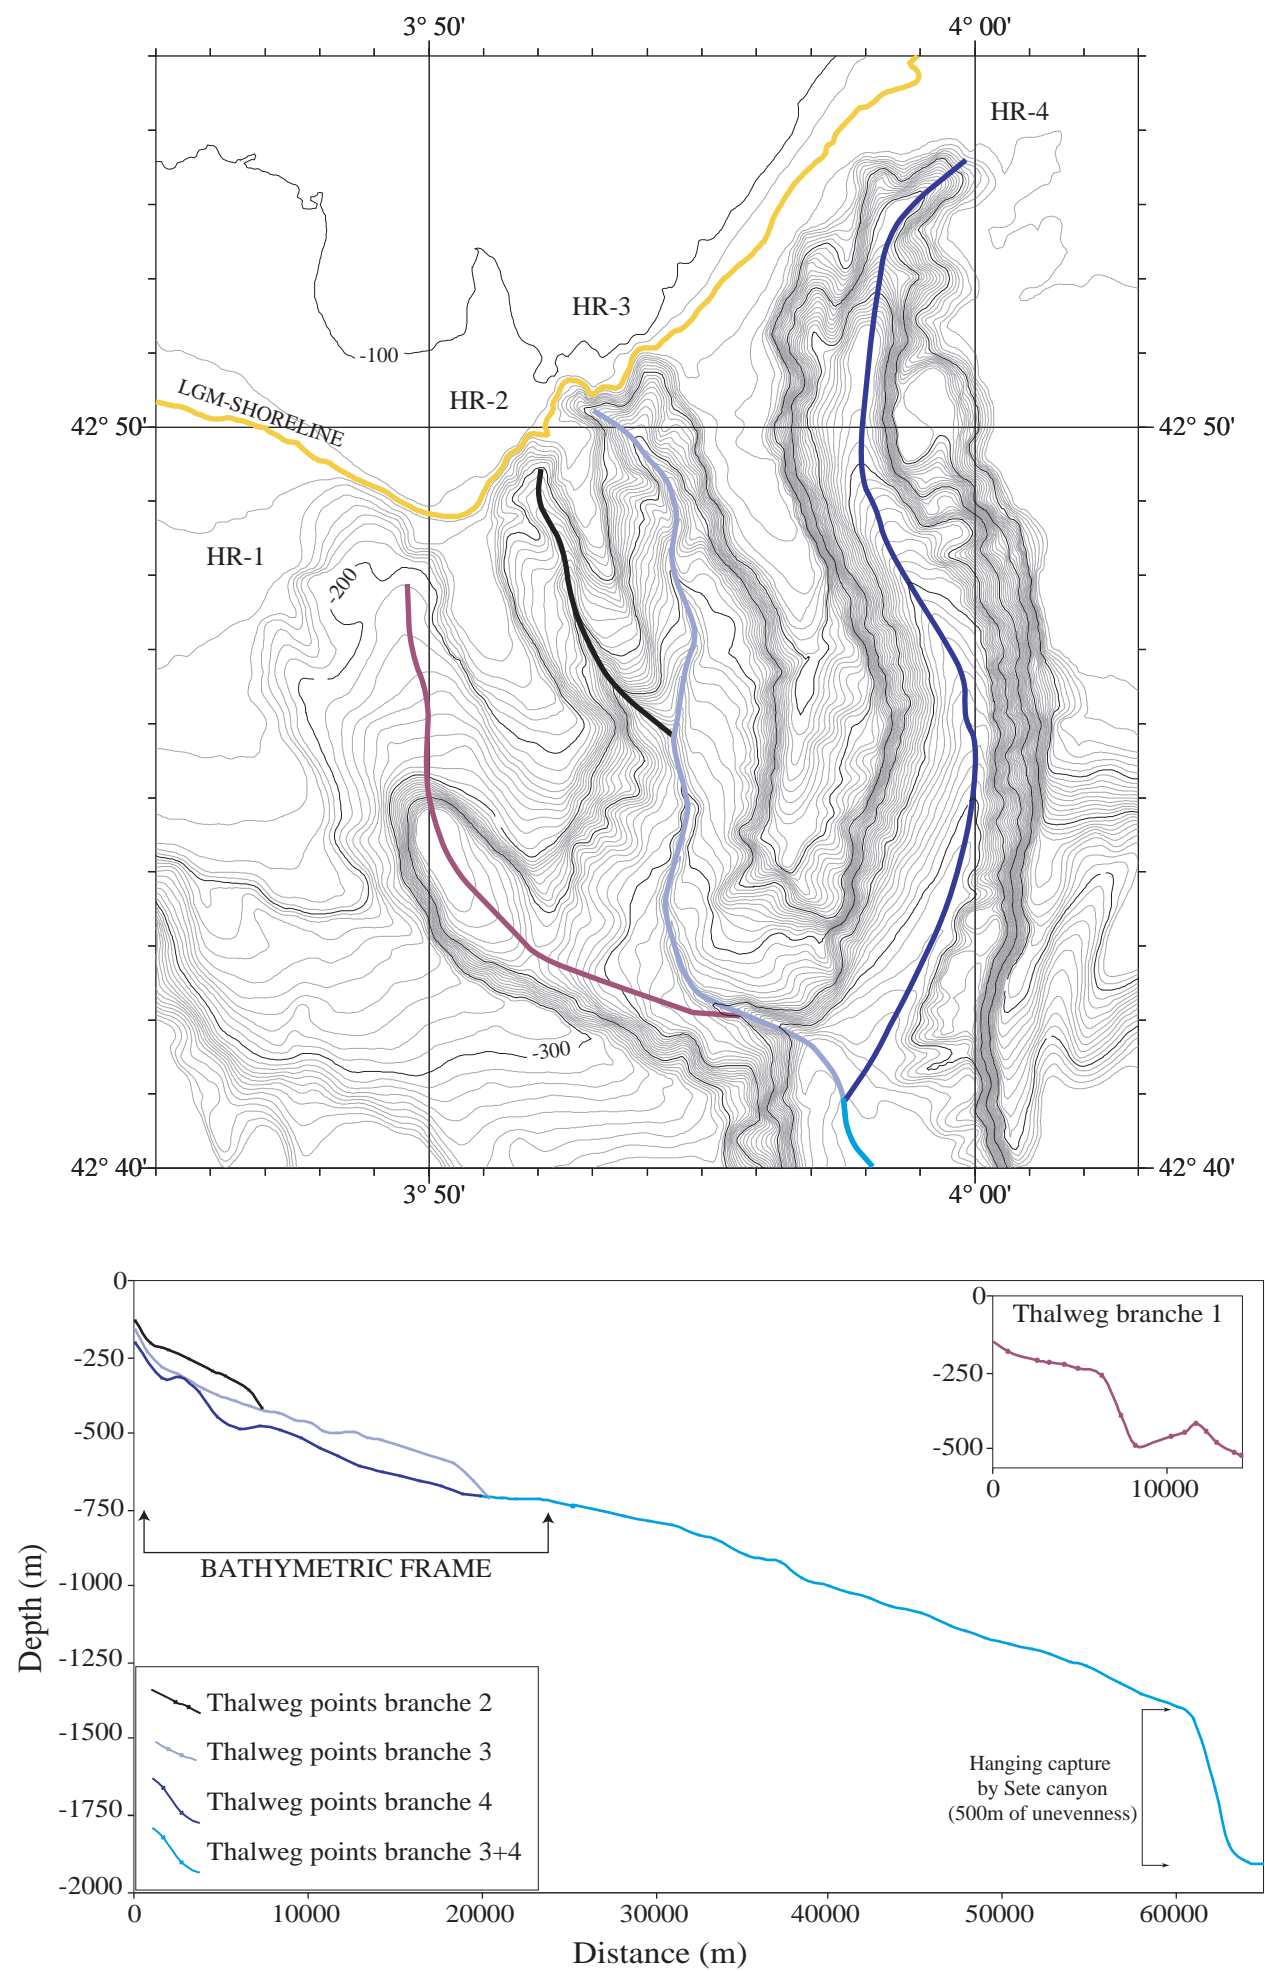 3° 50'
4° 00'
HR-4
HR-3
-100
HR-2
LGM-SHORELINE
42° 50'
42° 50'
HR-1
-200
-300
42° 40'
42° 40'
3° 50'
4° 00'
0
-250
-500
-750
-1000
-1250
-1500
-1750
-2000
Depth (m)
0
Thalweg branche 1
-250
-500
0
10000
BATHYMETRIC FRAME
Thalweg points branche 2
Thalweg points branche 3
Thalweg points branche 4
Thalweg points branche 3+4
Hanging capture
by Sete canyon
(500m of unevenness)
0
10000
20000
30000
40000
50000
60000
Distance (m)